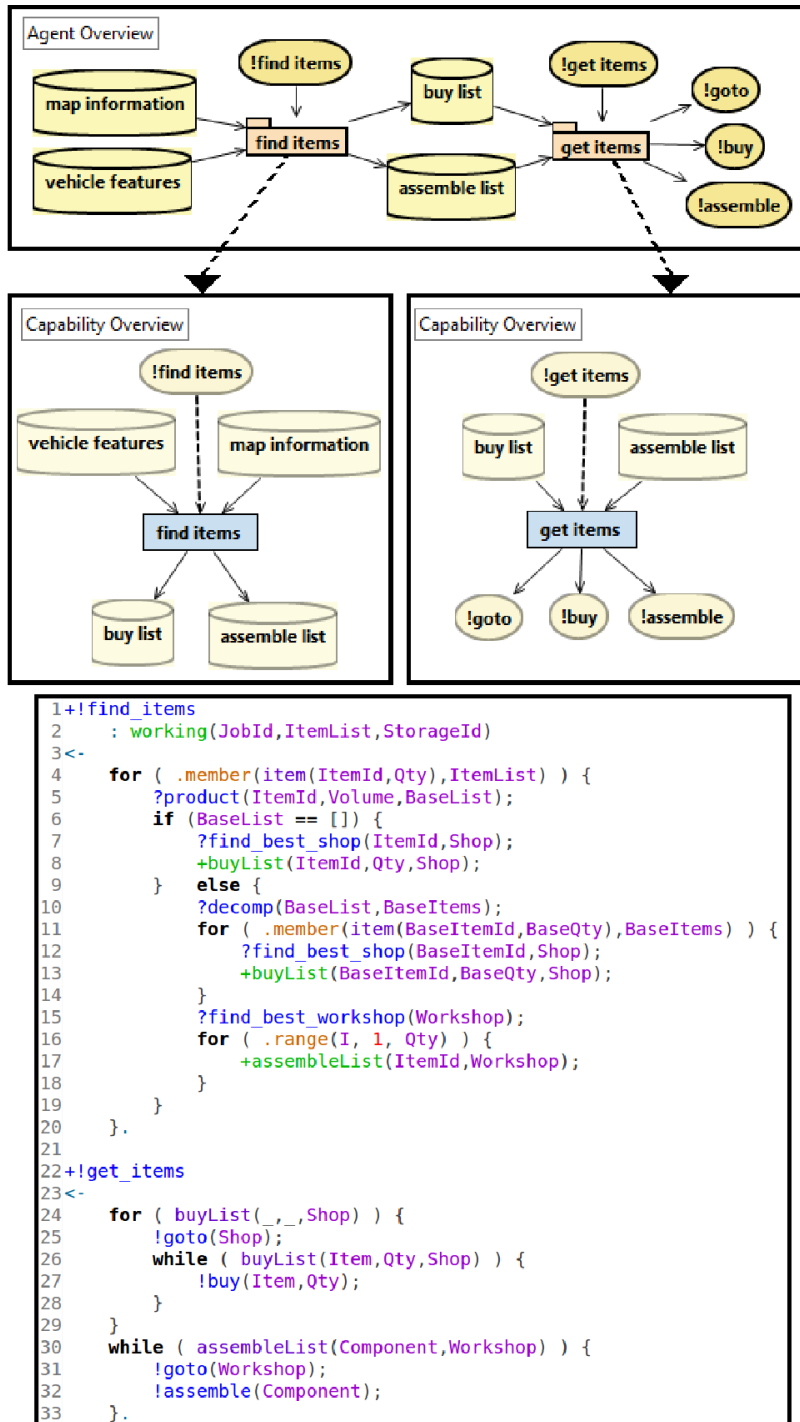 Agent Overview
!find items
!get items
map information
buy list
!goto
find items
get items
!buy
vehicle features
assemble list
!assemble
Capability Overview
!find items
vehicle features
map information
find items
buy list
assemble list
Capability Overview
!get items
buy list
assemble list
get items
!goto
!buy
!assemble
1 +!find_items
2     : working(JobId,ItemList,StorageId)
3 <-
4     for ( .member(item(ItemId,Qty),ItemList) ) {
5         ?product(ItemId,Volume,BaseList);
6         if (BaseList == []) {
7             ?find_best_shop(ItemId,Shop);
8             +buyList(ItemId,Qty,Shop);
9         }   else {
10             ?decomp(BaseList,BaseItems);
11             for ( .member(item(BaseItemId,BaseQty),BaseItems) ) {
12                 ?find_best_shop(BaseItemId,Shop);
13                 +buyList(BaseItemId,BaseQty,Shop);
14             }
15             ?find_best_workshop(Workshop);
16             for ( .range(I, 1, Qty) ) {
17                 +assembleList(ItemId,Workshop);
18             }
19         }
20     }.
21
22 +!get_items
23 <-
24     for ( buyList(_,_,Shop) ) {
25         !goto(Shop);
26         while ( buyList(Item,Qty,Shop) ) {
27             !buy(Item,Qty);
28         }
29     }
30     while ( assembleList(Component,Workshop) ) {
31         !goto(Workshop);
32         !assemble(Component);
33     }.